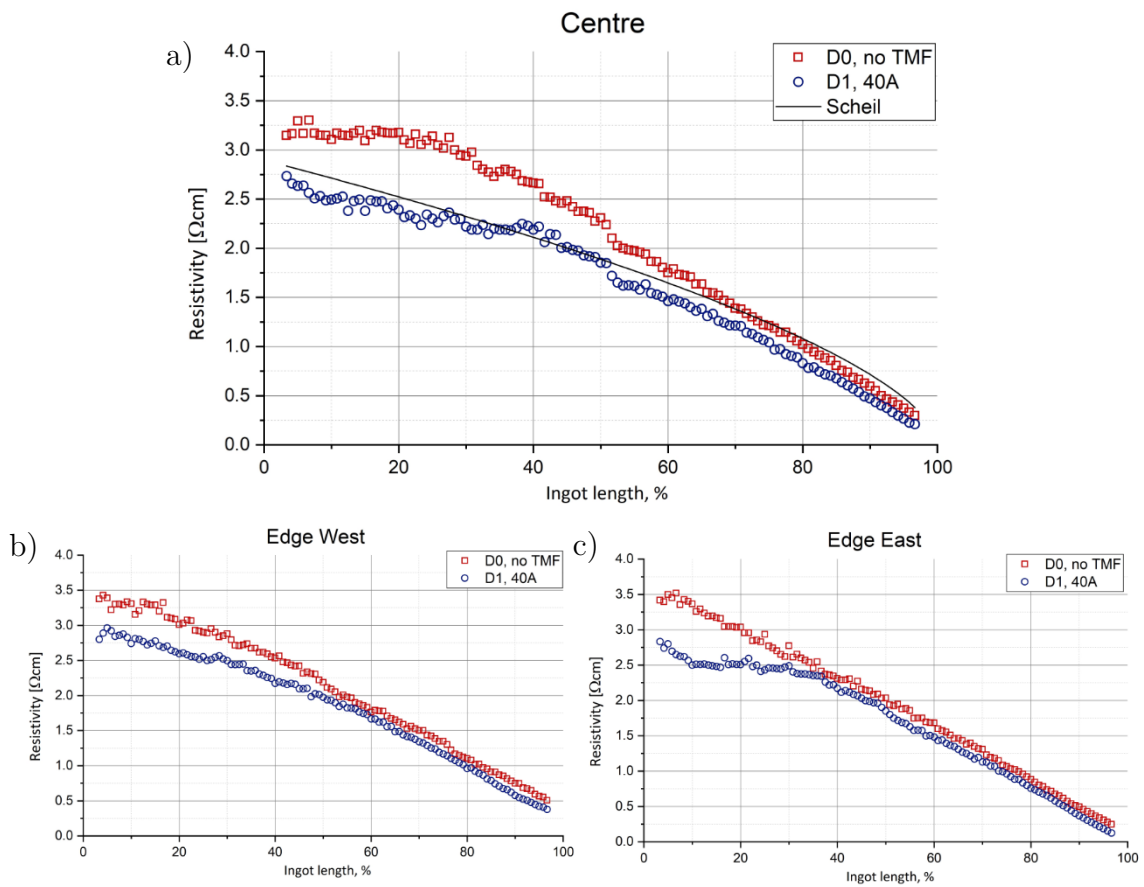 Centre
a)
D0, no TMF
D1, 40A
Scheil
4.0
3.5
3.0
2.5
2.0
1.5
1.0
0.5
0.0
Resistivity [Ωcm]
0 20 40 60 80 100
Ingot length, %
b)
Edge West
D0, no TMF
D1, 40A
4.0
3.5
3.0
2.5
2.0
1.5
1.0
0.5
0.0
Resistivity [Ωcm]
0 20 40 60 80 100
Ingot length, %
c)
Edge East
D0, no TMF
D1, 40A
4.0
3.5
3.0
2.5
2.0
1.5
1.0
0.5
0.0
Resistivity [Ωcm]
0 20 40 60 80 100
Ingot length, %